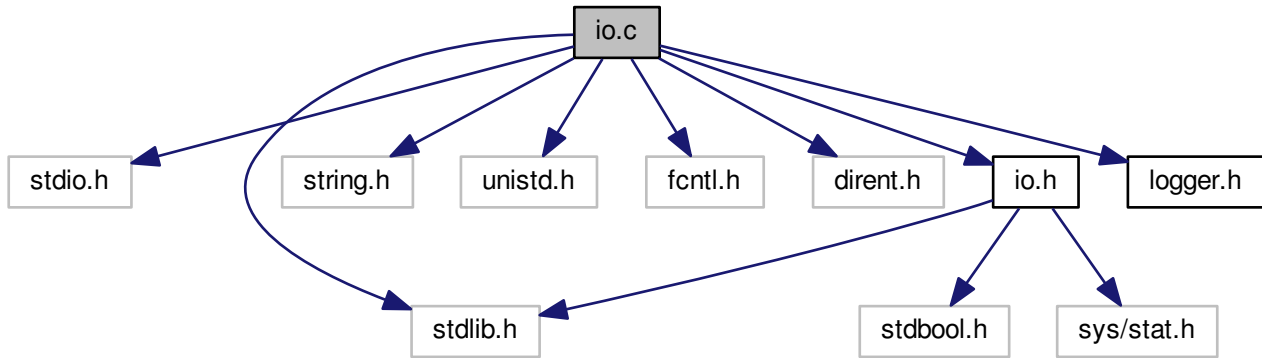 io.c
stdio.h
string.h
unistd.h
fcntl.h
dirent.h
io.h
logger.h
stdlib.h
stdbool.h
sys/stat.h